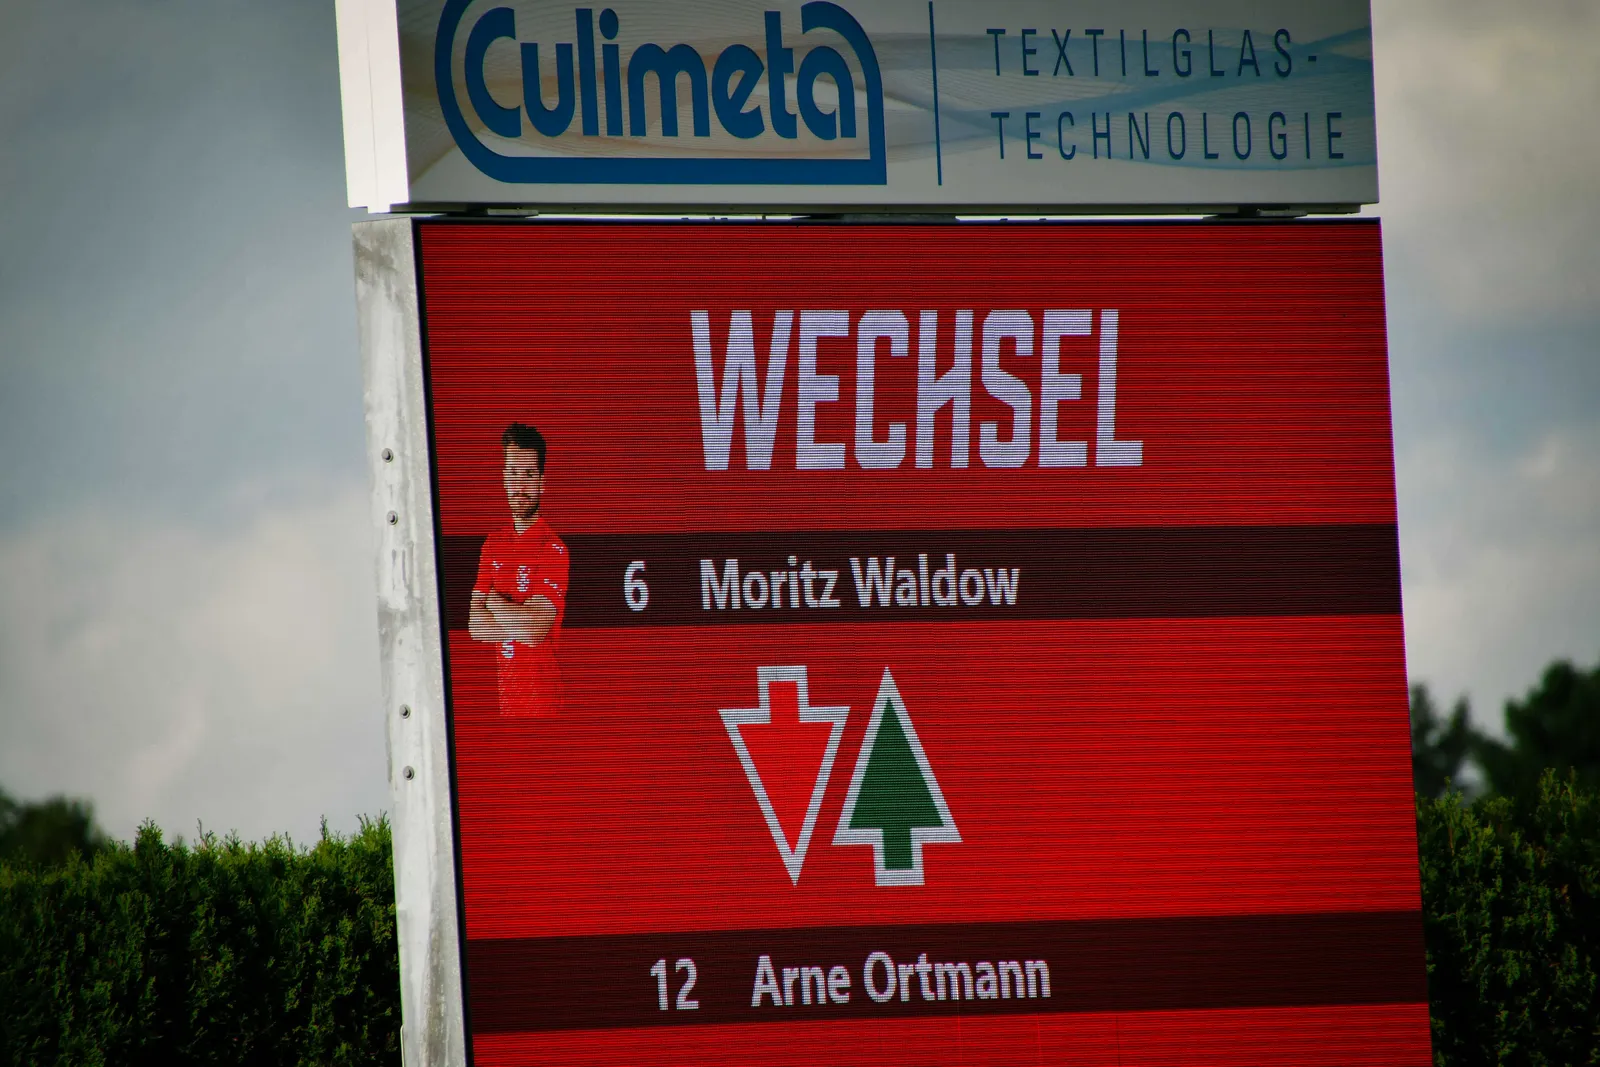 Culimeta
TEXTILGLAS-
TECHNOLOGIE
WECHSEL
6 Moritz Waldow
12 Arne Ortmann